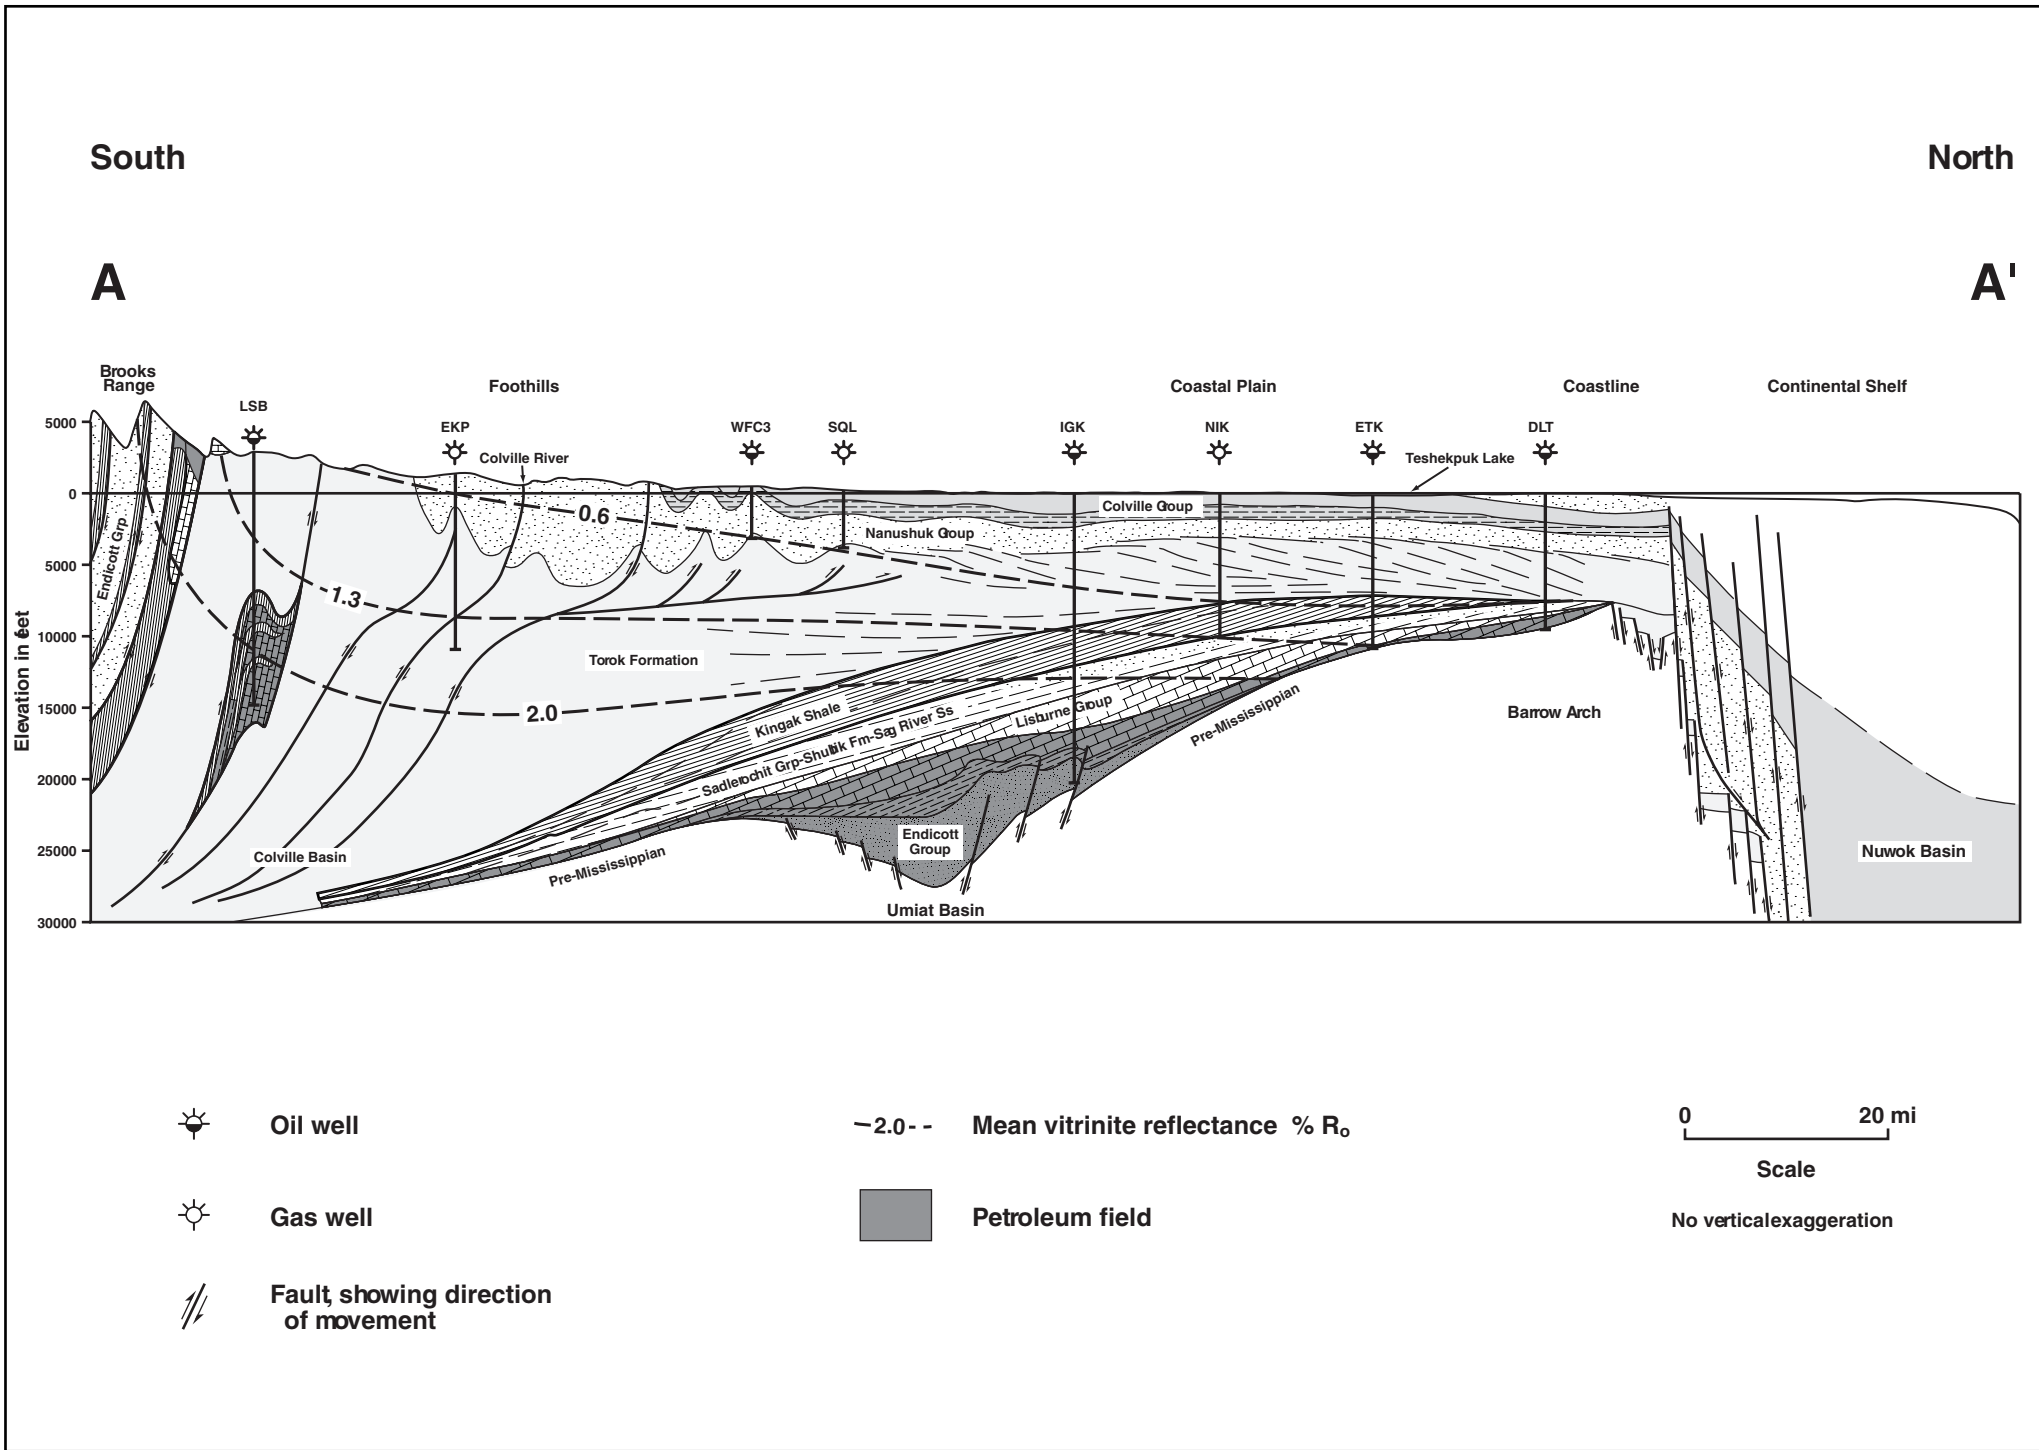 South
North
A
A'
Brooks
Range
Foothills
Coastal Plain
Coastline
Continental Shelf
LSB
EKP
WFC3
SQL
IGK
NIK
ETK
DLT
Colville River
Teshekpuk Lake
5000
0
5000
10000
15000
20000
25000
30000
Elevation in feet
Endicott Grp
0.6
1.3
2.0
Colville Goup
Nanushuk Goup
Torok Formation
Kingak Shale
Sadlerochit Grp-Shublik Fm-Sag River Ss
Lisburne Group
Pre-Mississippian
Barrow Arch
Endicott
Group
Colville Basin
Pre-Mississippian
Umiat Basin
Nuwok Basin
Oil well
Gas well
Fault, showing direction
of movement
2.0
Mean vitrinite reflectance % Ro
Petroleum field
0
20 mi
Scale
No verticalexaggeration